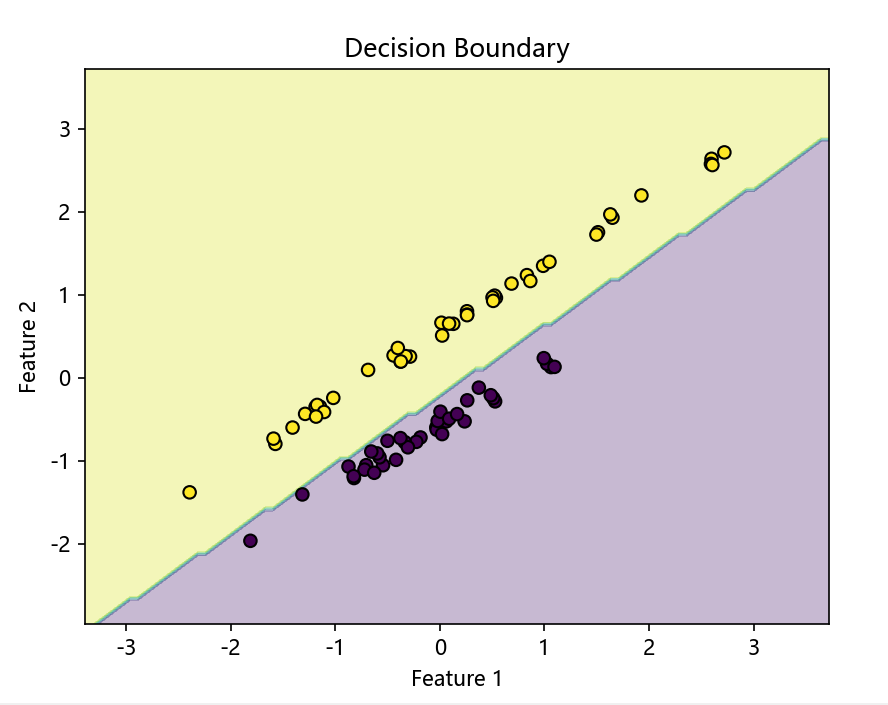 Decision Boundary
3
2
1
0
-1
-2
Feature 2
-3 -2 -1 0 1 2 3
Feature 1